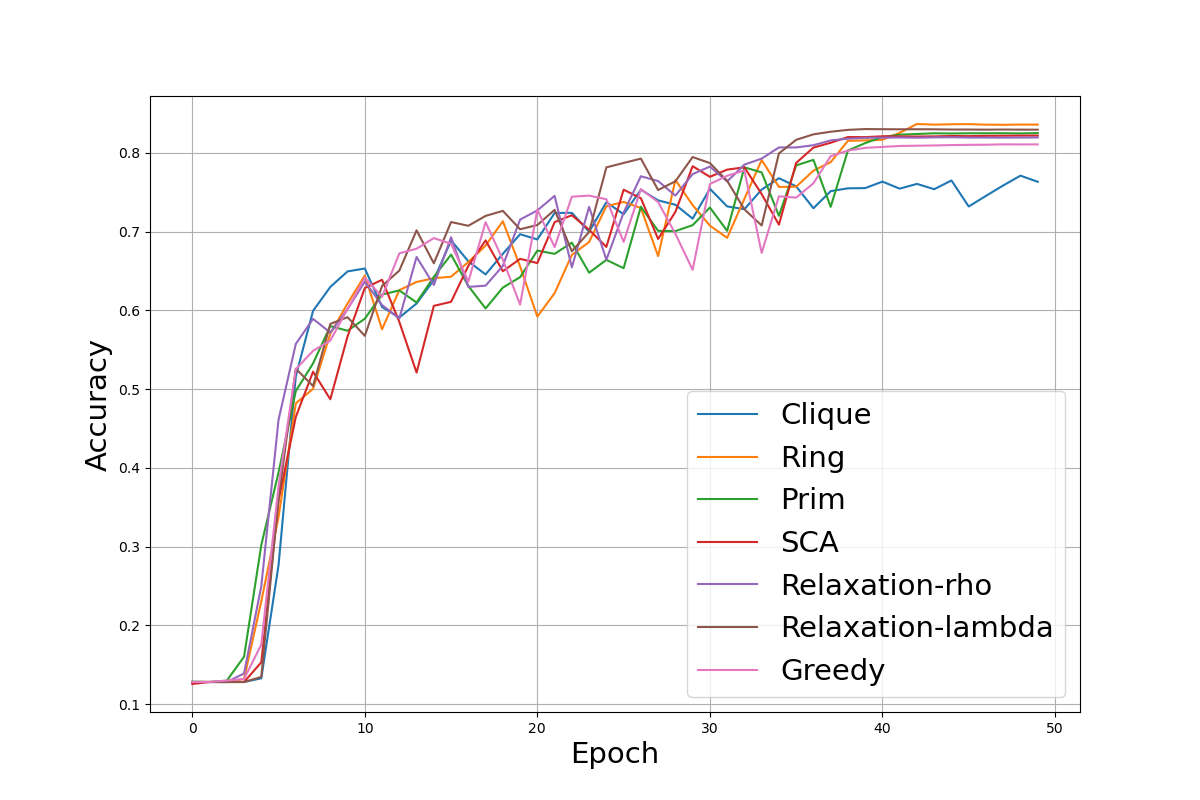 Accuracy
0.8
0.7
0.6
0.5
0.4
0.3
0.2
0.1
Clique
Ring
Prim
SCA
Relaxation-rho
Relaxation-lambda
Greedy
0 10 20 30 40 50
Epoch